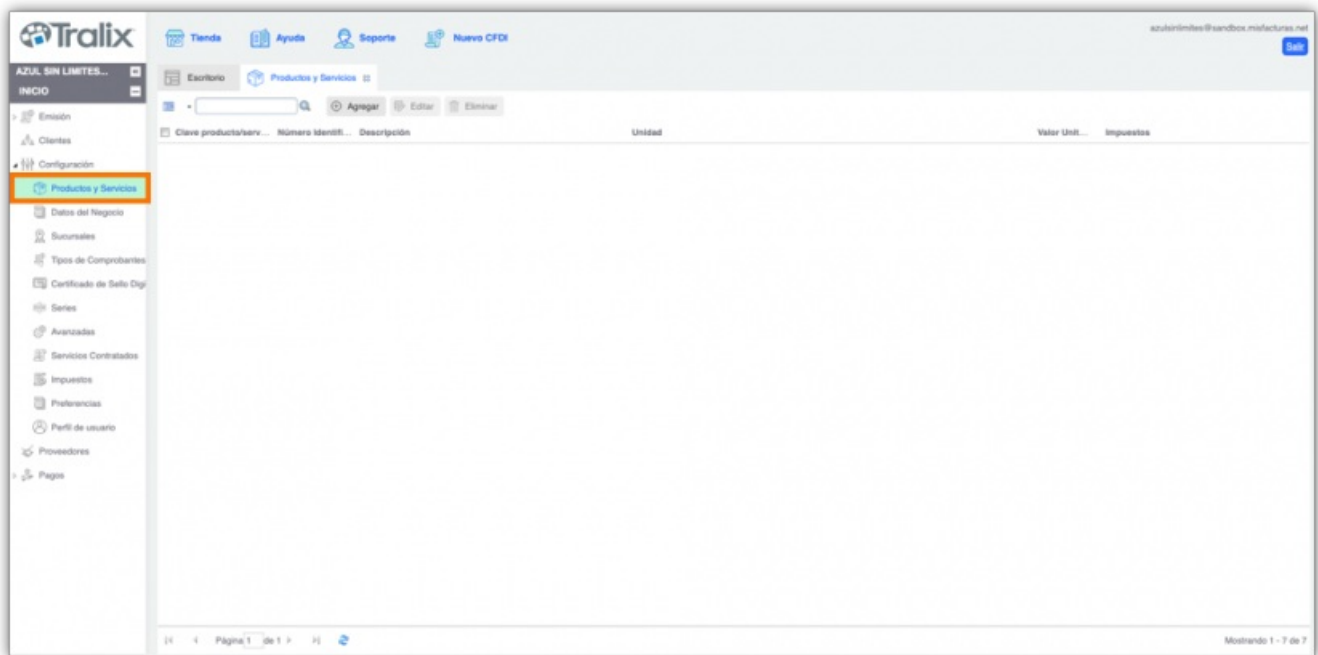 Tralix
Tienda Ayuda Soporte Nuevo CFDI
azulsinlimites@sandbox.misfacturas.net
Salir
AZUL SIN LIMITES...
INICIO
Emisión
Clientes
Configuración
Productos y Servicios
Datos del Negocio
Sucursales
Tipos de Comprobantes
Certificado de Sello Digi
Series
Avanzadas
Servicios Contratados
Impuestos
Preferencias
Perfil de usuario
Proveedores
Pagos
Escritorio Productos y Servicios
Agregar Editar Eliminar
Clave producto/serv... Número Identifi... Descripción Unidad Valor Unit... Impuestos
Página 1 de 1
Mostrando 1 - 7 de 7